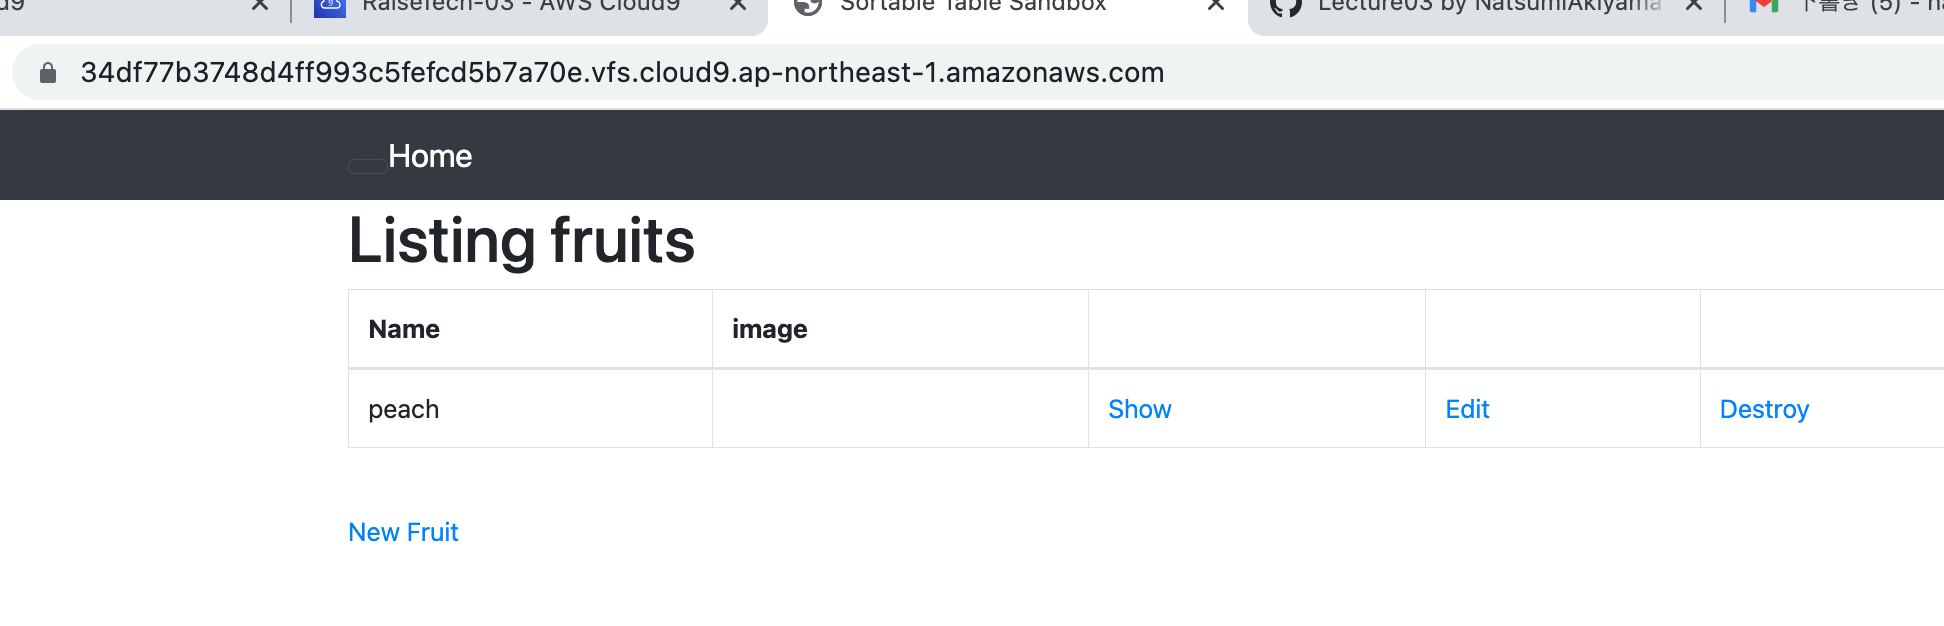 d9
RaiseTech-03 - AWS Cloud9
Sortable Table Sandbox
Lecture03 by NatsumiAkiyama
下書き (5) - na
34df77b3748d4ff993c5fefcd5b7a70e.vfs.cloud9.ap-northeast-1.amazonaws.com
Home
Listing fruits
Name image
peach Show Edit Destroy
New Fruit